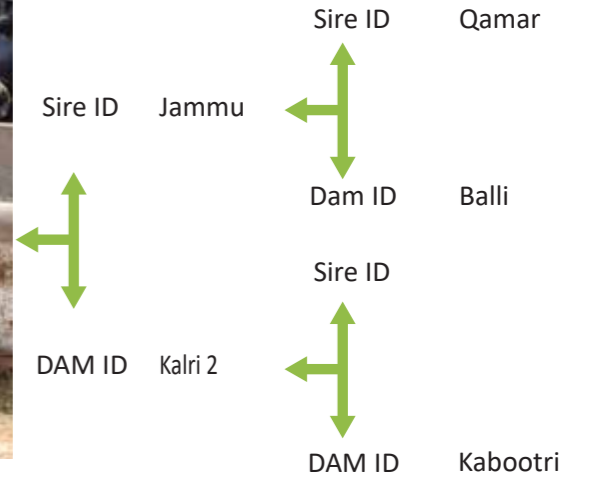 Sire ID Qamar
Sire ID Jammu
Dam ID Balli
Sire ID
DAM ID Kalri 2
DAM ID Kabootri